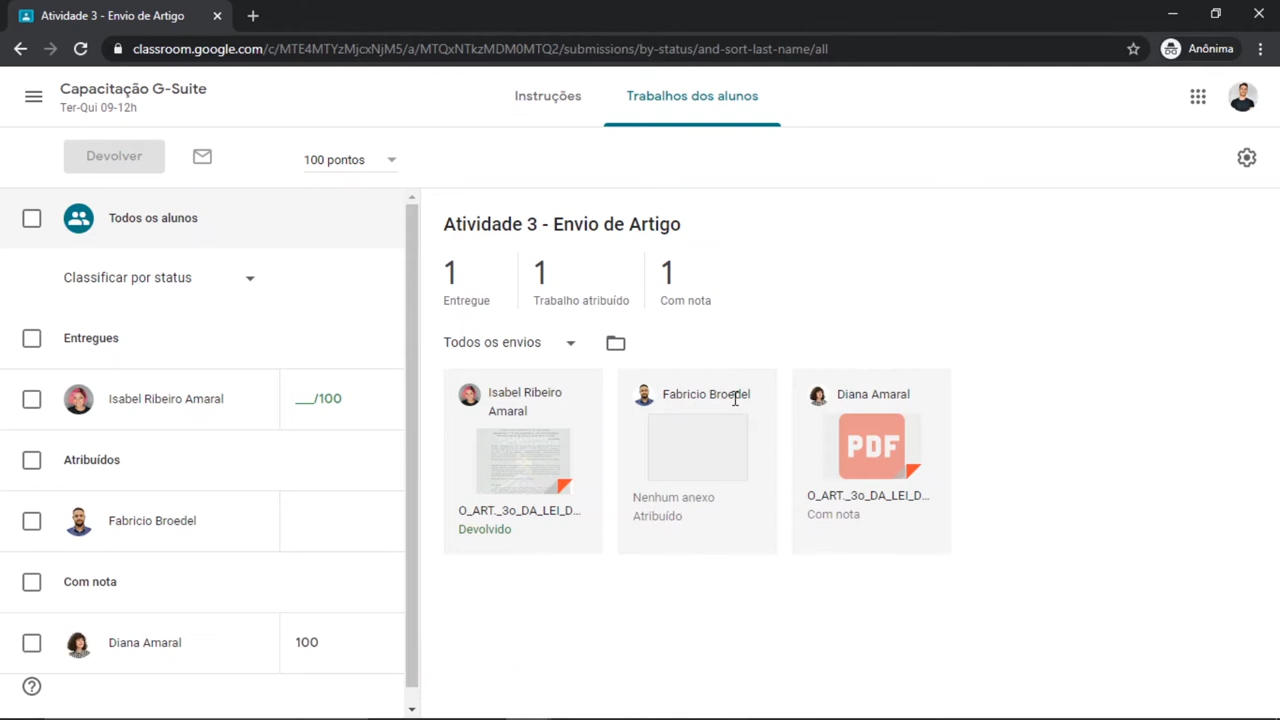 Atividade 3 - Envio de Artigo
classroom.google.com/c/MTE4MTYzMjcxNjM5/a/MTQxNTkzMDM0MTQ2/submissions/by-status/and-sort-last-name/all
Anônima
Capacitação G-Suite
Ter-Qui 09-12h
Instruções
Trabalhos dos alunos
Devolver
100 pontos
Todos os alunos
Classificar por status
Entregues
Isabel Ribeiro Amaral
___/100
Atribuídos
Fabricio Broedel
Com nota
Diana Amaral
100
Atividade 3 - Envio de Artigo
1
Entregue
1
Trabalho atribuído
1
Com nota
Todos os envios
Isabel Ribeiro
Amaral
O_ART._3o_DA_LEI_D...
Devolvido
Fabricio Broedel
Nenhum anexo
Atribuído
Diana Amaral
PDF
O_ART._3o_DA_LEI_D...
Com nota